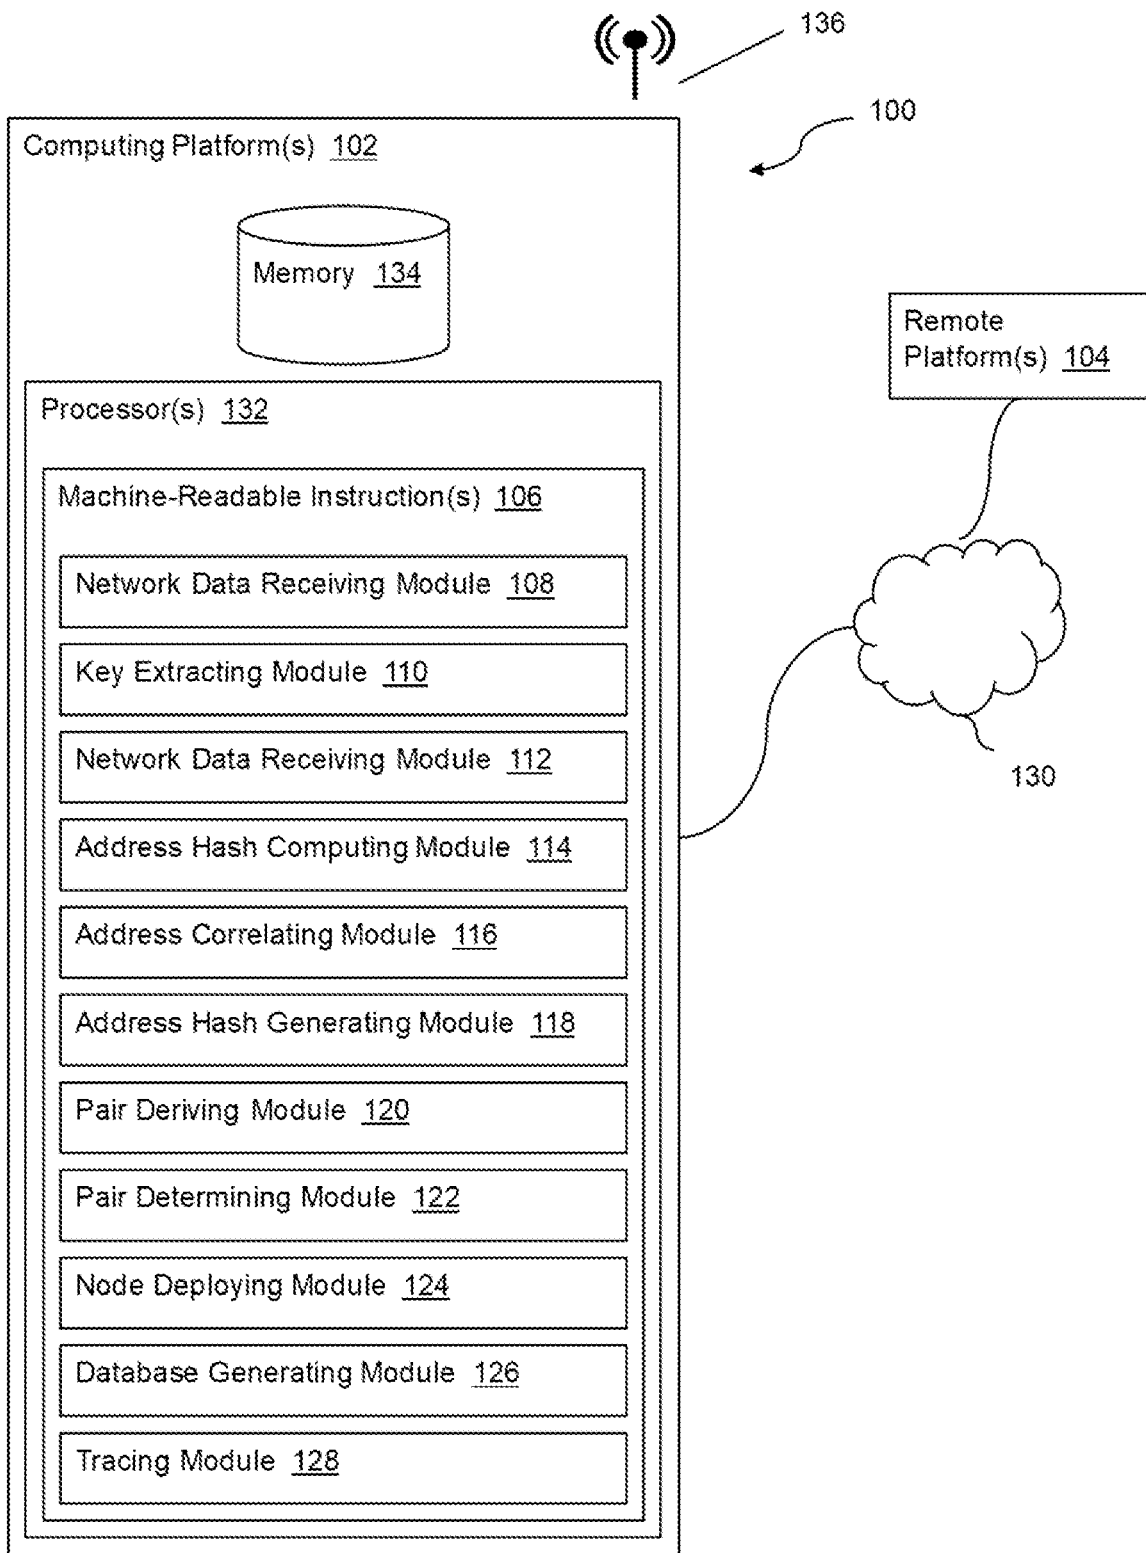 136
100
Computing Platform(s) 102
Memory 134
Remote
Platform(s) 104
Processor(s) 132
Machine-Readable Instruction(s) 106
Network Data Receiving Module 108
Key Extracting Module 110
Network Data Receiving Module 112
130
Address Hash Computing Module 114
Address Correlating Module 116
Address Hash Generating Module 118
Pair Deriving Module 120
Pair Determining Module 122
Node Deploying Module 124
Database Generating Module 126
Tracing Module 128